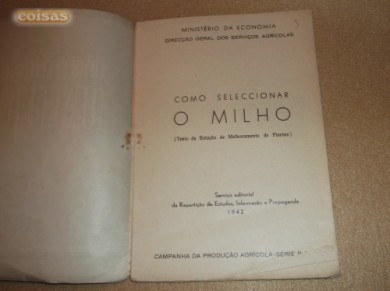 coisas
MINISTÉRIO DA ECONOMIA
DIRECÇÃO GERAL DOS SERVIÇOS AGRÍCOLAS
COMO SELECCIONAR
O MILHO
(Texto da Estação de Melhoramento de Plantas)
Serviço editorial
da Repartição de Estudos, Informação e Propaganda
1942
CAMPANHA DA PRODUÇÃO AGRÍCOLA-SÉRIE